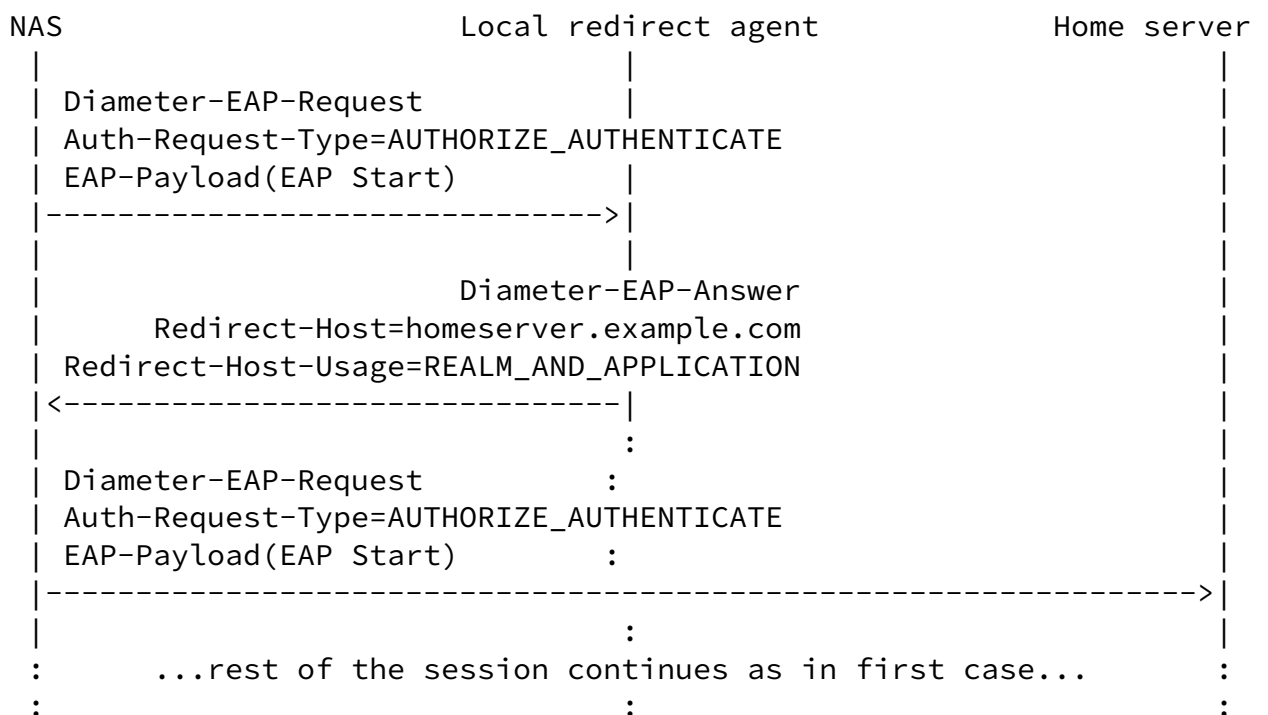 NAS Local redirect agent Home server
Diameter-EAP-Request
Auth-Request-Type=AUTHORIZE_AUTHENTICATE
EAP-Payload(EAP Start)
Diameter-EAP-Answer
Redirect-Host=homeserver.example.com
Redirect-Host-Usage=REALM_AND_APPLICATION
Diameter-EAP-Request
Auth-Request-Type=AUTHORIZE_AUTHENTICATE
EAP-Payload(EAP Start)
...rest of the session continues as in first case...